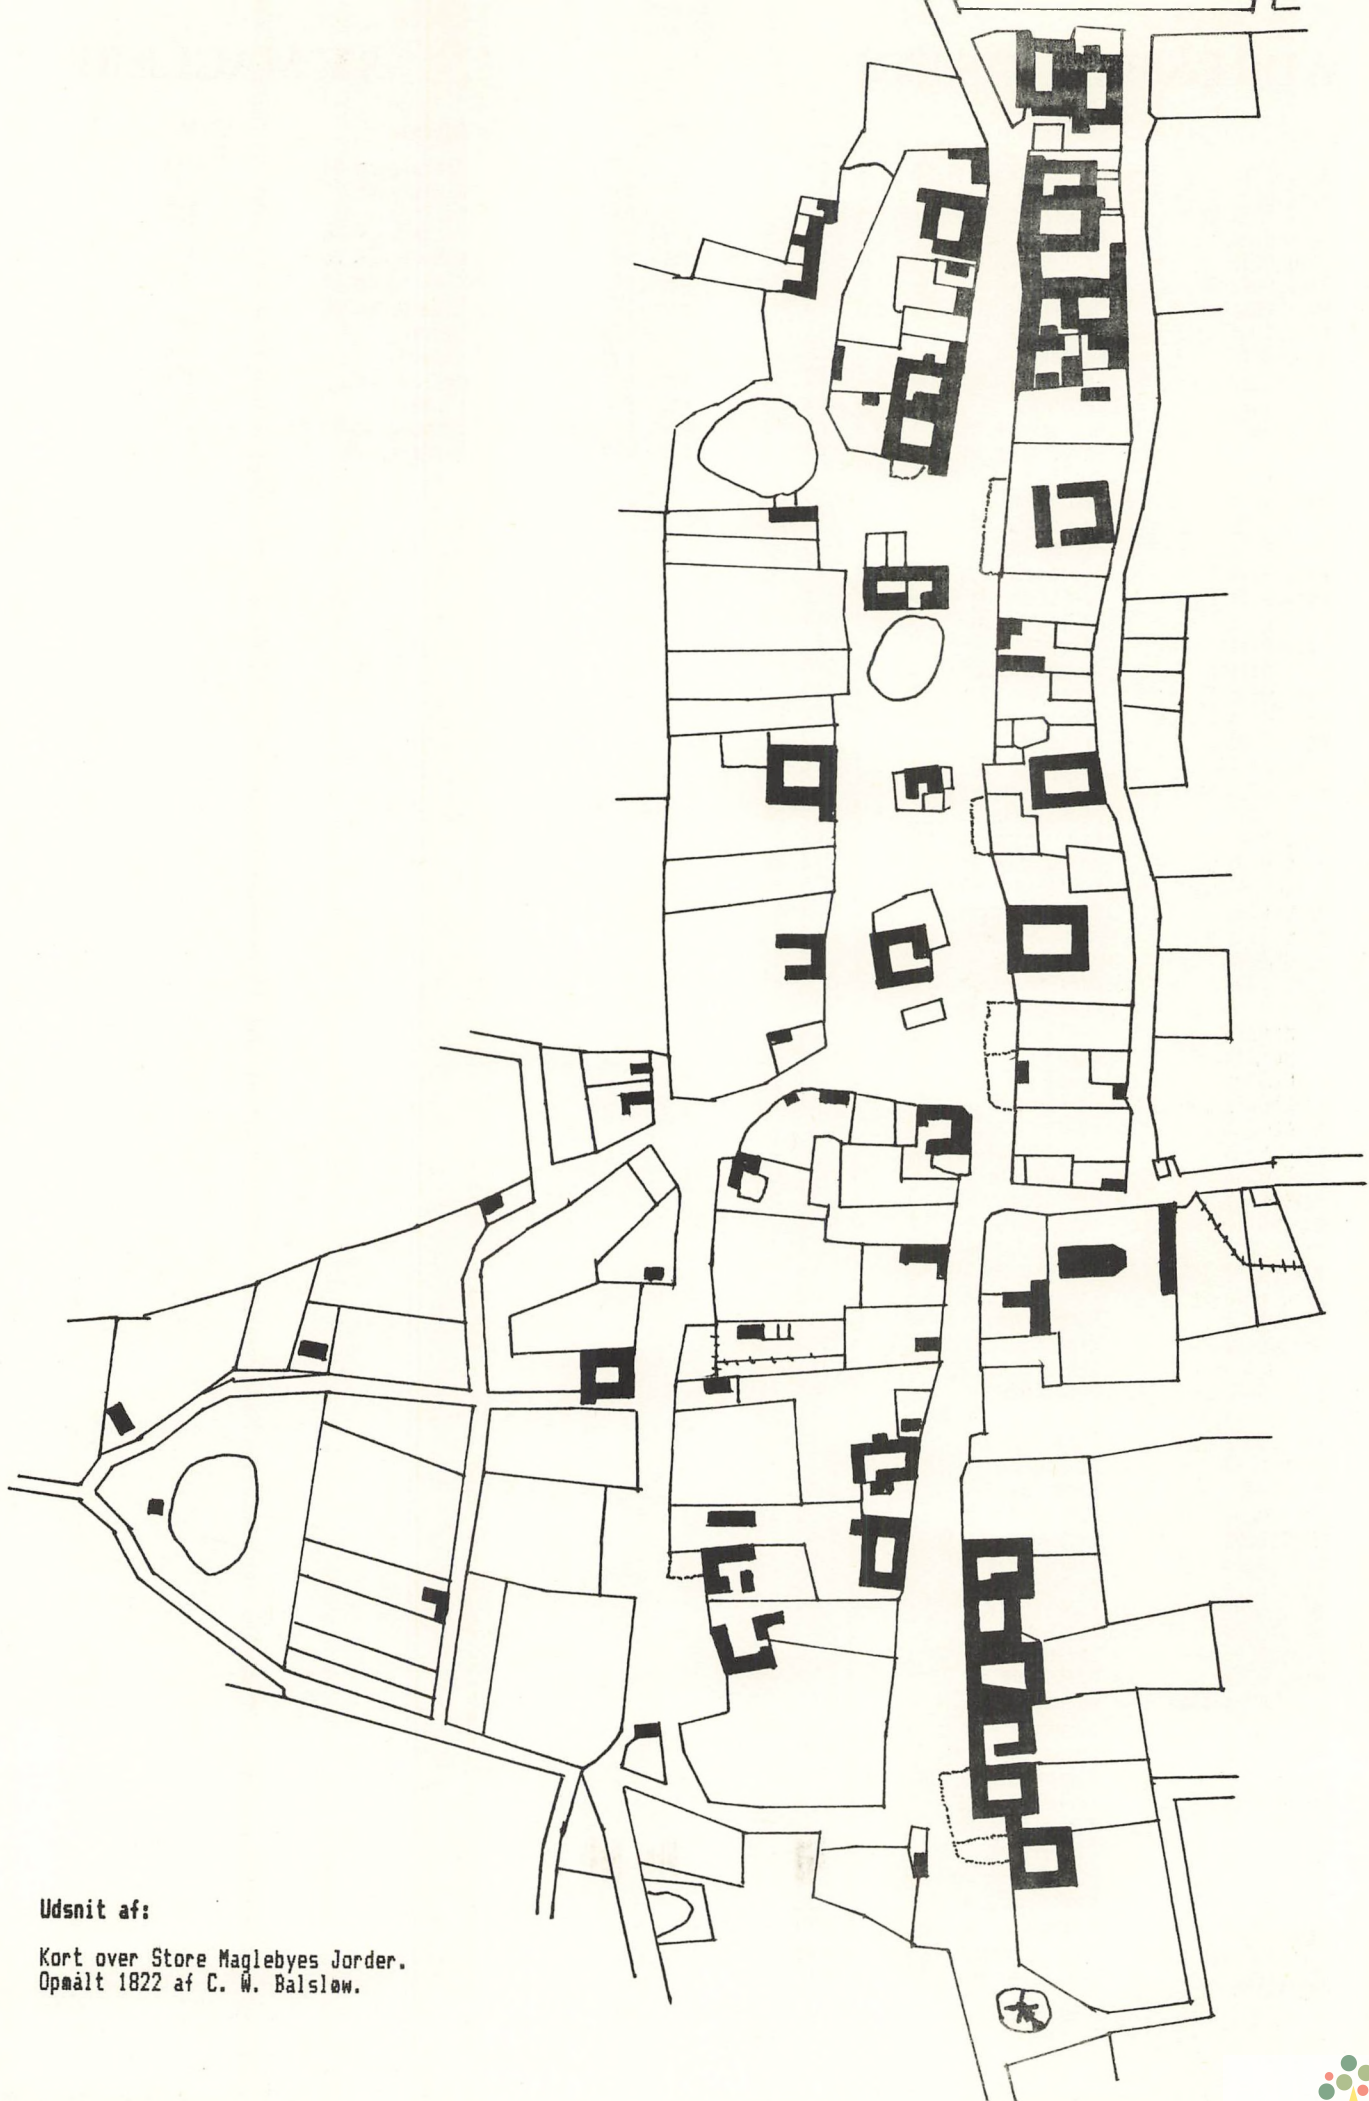 Udsnit af:
Kort over Store Maglebyes Jorder.
Opmålt 1822 af C. W. Balsløw.